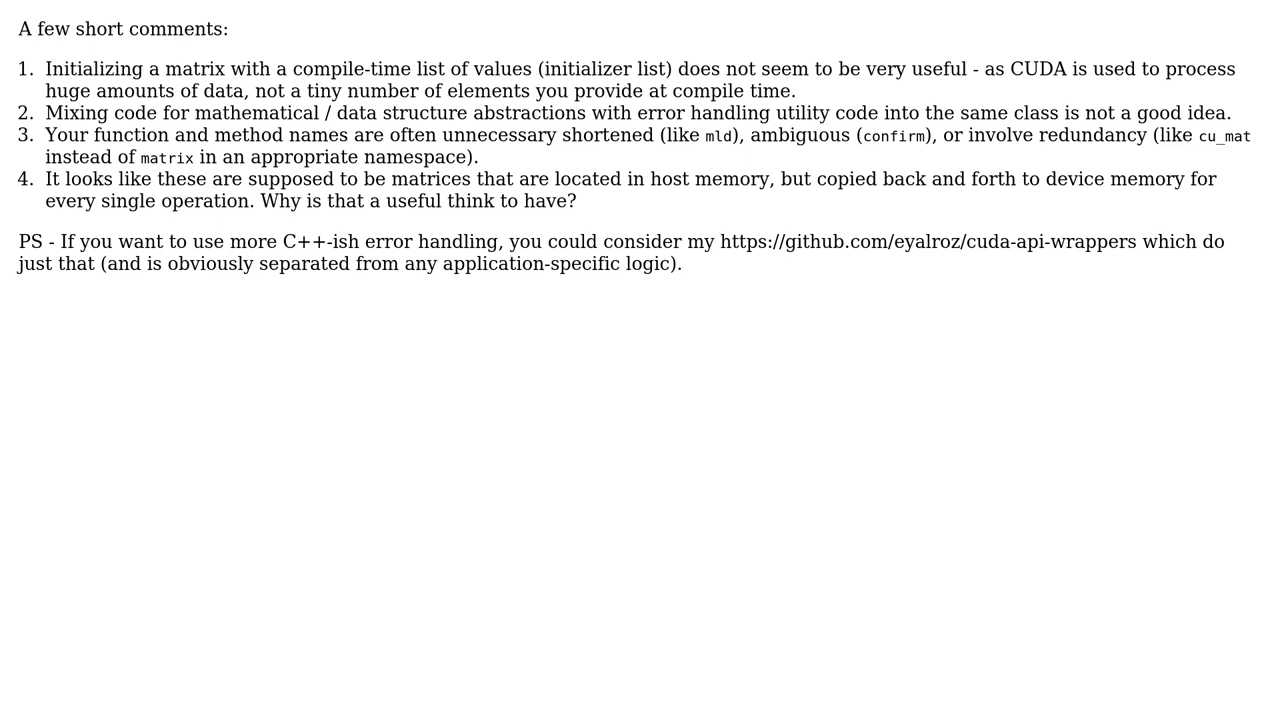 A few short comments:
1. Initializing a matrix with a compile-time list of values (initializer list) does not seem to be very useful - as CUDA is used to process
huge amounts of data, not a tiny number of elements you provide at compile time.
2. Mixing code for mathematical / data structure abstractions with error handling utility code into the same class is not a good idea.
3. Your function and method names are often unnecessary shortened (like mld), ambiguous (confirm), or involve redundancy (like cu_mat
instead of matrix in an appropriate namespace).
4. It looks like these are supposed to be matrices that are located in host memory, but copied back and forth to device memory for
every single operation. Why is that a useful think to have?
PS - If you want to use more C++-ish error handling, you could consider my https://github.com/eyalroz/cuda-api-wrappers which do
just that (and is obviously separated from any application-specific logic).